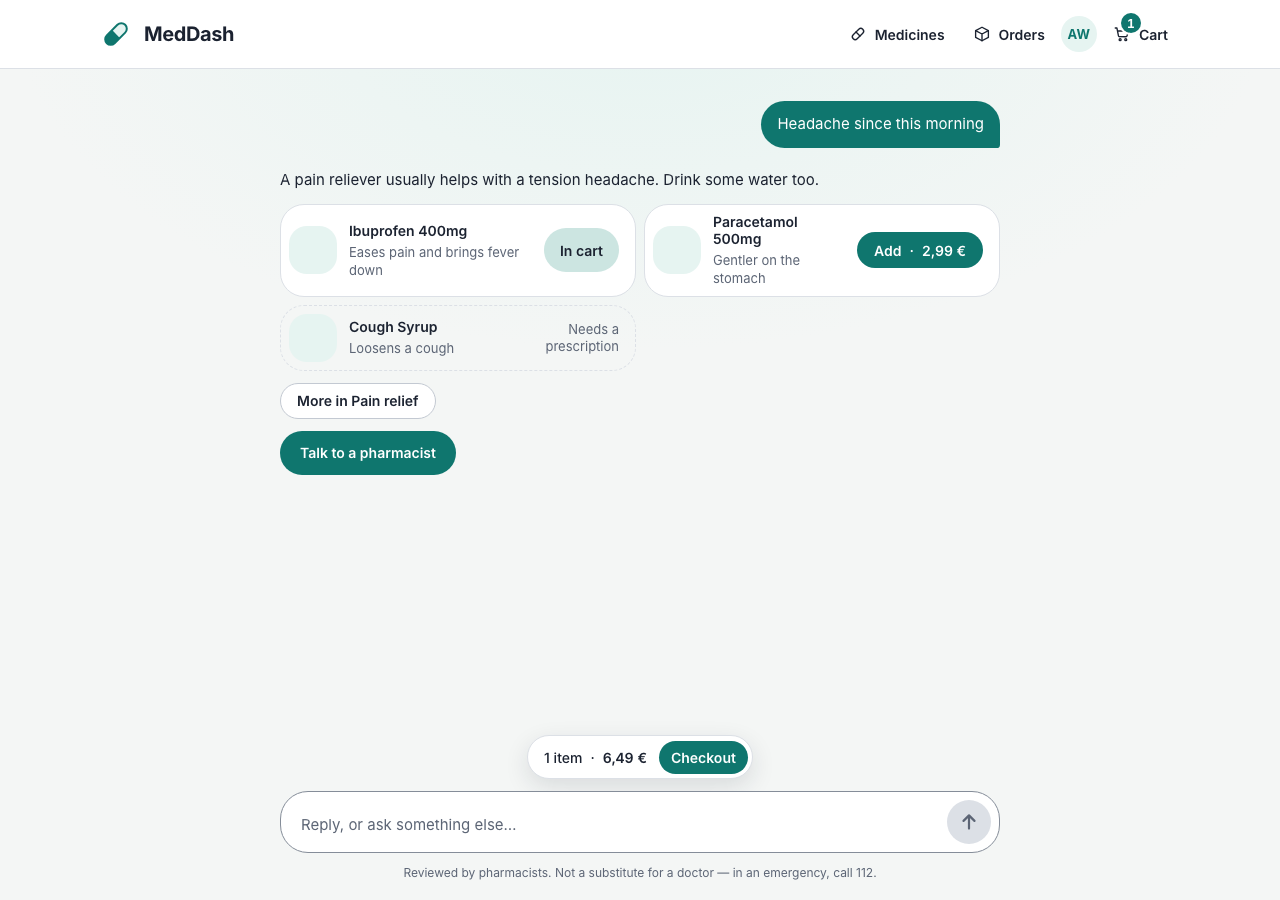 MedDash
Medicines
Orders
AW
1
Cart
Headache since this morning
A pain reliever usually helps with a tension headache. Drink some water too.
Ibuprofen 400mg
Eases pain and brings fever
down
In cart
Paracetamol
500mg
Gentler on the
stomach
Add · 2,99 €
Cough Syrup
Loosens a cough
Needs a
prescription
More in Pain relief
Talk to a pharmacist
1 item · 6,49 €
Checkout
Reply, or ask something else...
Reviewed by pharmacists. Not a substitute for a doctor — in an emergency, call 112.